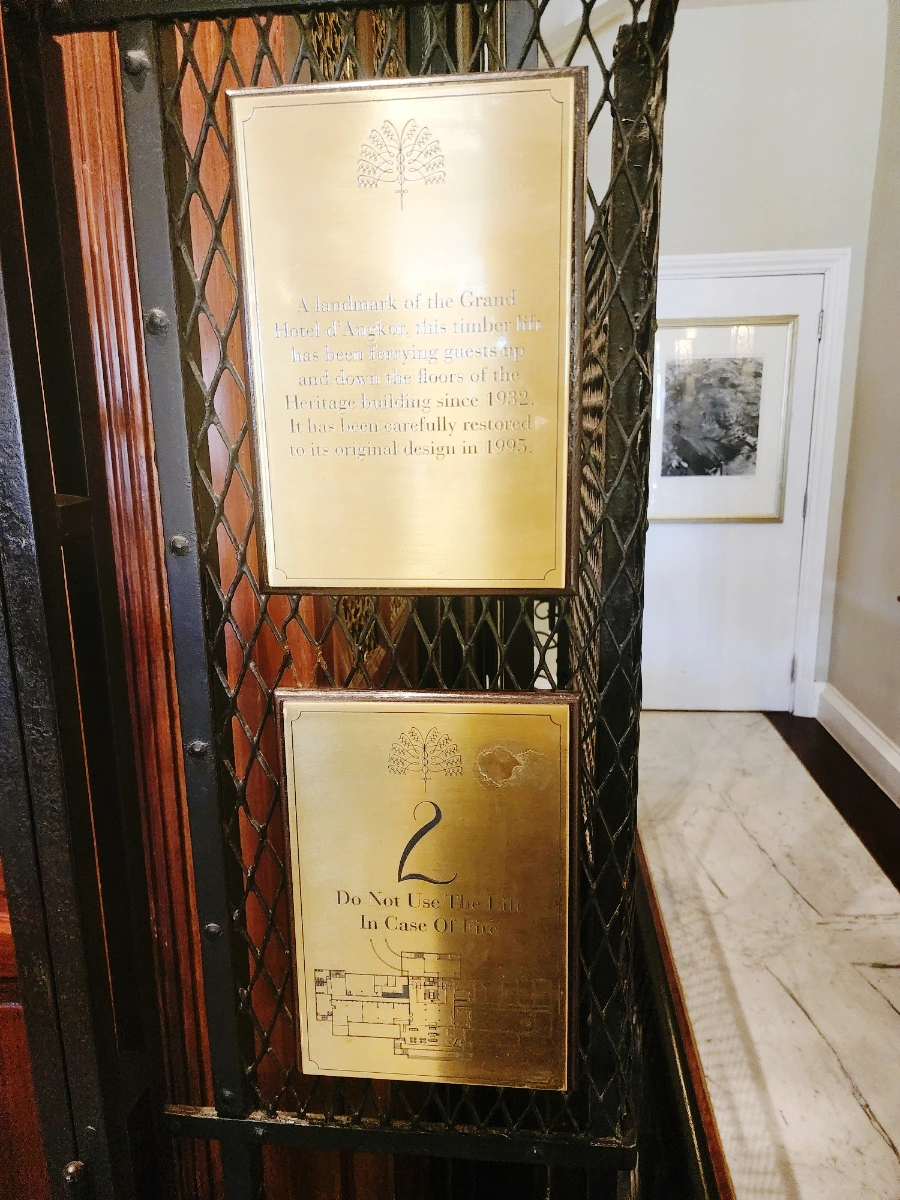 A landmark of the Grand
Hotel d'Angkor, this timber lift
has been ferrying guests up
and down the floors of the
Heritage building since 1932.
It has been carefully restored
to its original design in 1995.
2
Do Not Use The Lift
In Case Of Fire